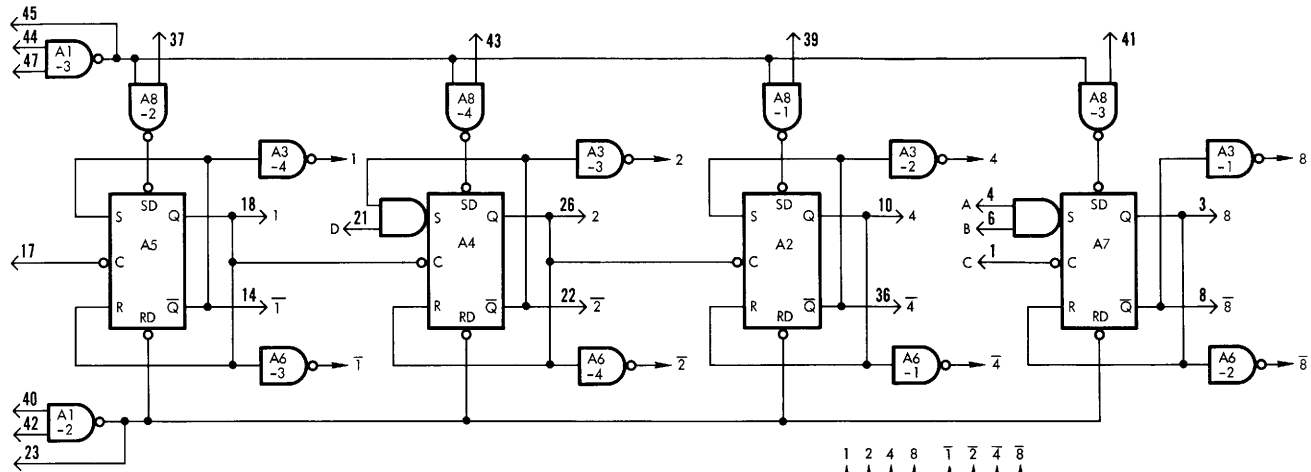 45
44
47
A1
-3
37
43
39
41
A8
-2
A8
-4
A8
-1
A8
-3
A3
-4
1
A3
-3
2
A3
-2
4
A3
-1
8
SD
S
Q
A5
C
R
RD
Q̅
17
18
1
14
1̅
A6
-3
1̅
21
D
SD
S
Q
A4
C
R
RD
Q̅
26
2
22
2̅
A6
-4
2̅
SD
S
Q
A2
C
R
RD
Q̅
10
4
36
4̅
A6
-1
4̅
A
4
B
6
C
1
SD
S
Q
A7
C
R
RD
Q̅
3
8
8
8̅
A6
-2
8̅
40
42
A1
-2
23
1 2 4 8 1̅ 2̅ 4̅ 8̅